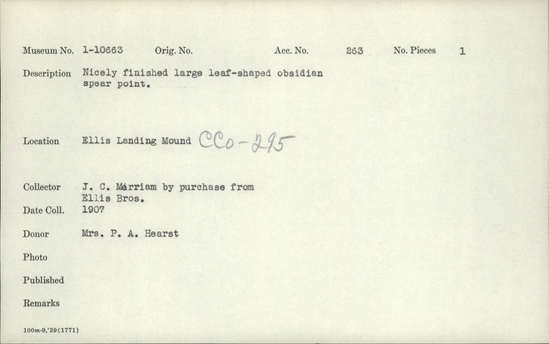 Museum No. 1-10663 Orig. No. Acc. No. 263 No. Pieces 1
Description Nicely finished large leaf-shaped obsidian
spear point.
Location Ellis Landing Mound CCo-295
Collector J. C. Merriam by purchase from
Ellis Bros.
Date Coll. 1907
Donor Mrs. P. A. Hearst
Photo
Published
Remarks
100m-9,'29(1771)